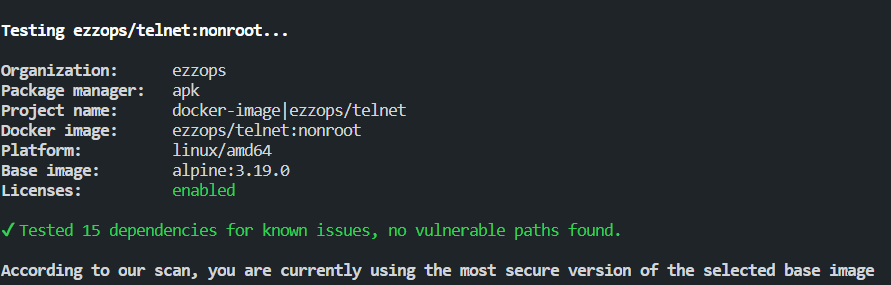 Testing ezzops/telnet:nonroot...
Organization: ezzops
Package manager: apk
Project name: docker-image|ezzops/telnet
Docker image: ezzops/telnet:nonroot
Platform: linux/amd64
Base image: alpine:3.19.0
Licenses: enabled
✓ Tested 15 dependencies for known issues, no vulnerable paths found.
According to our scan, you are currently using the most secure version of the selected base image